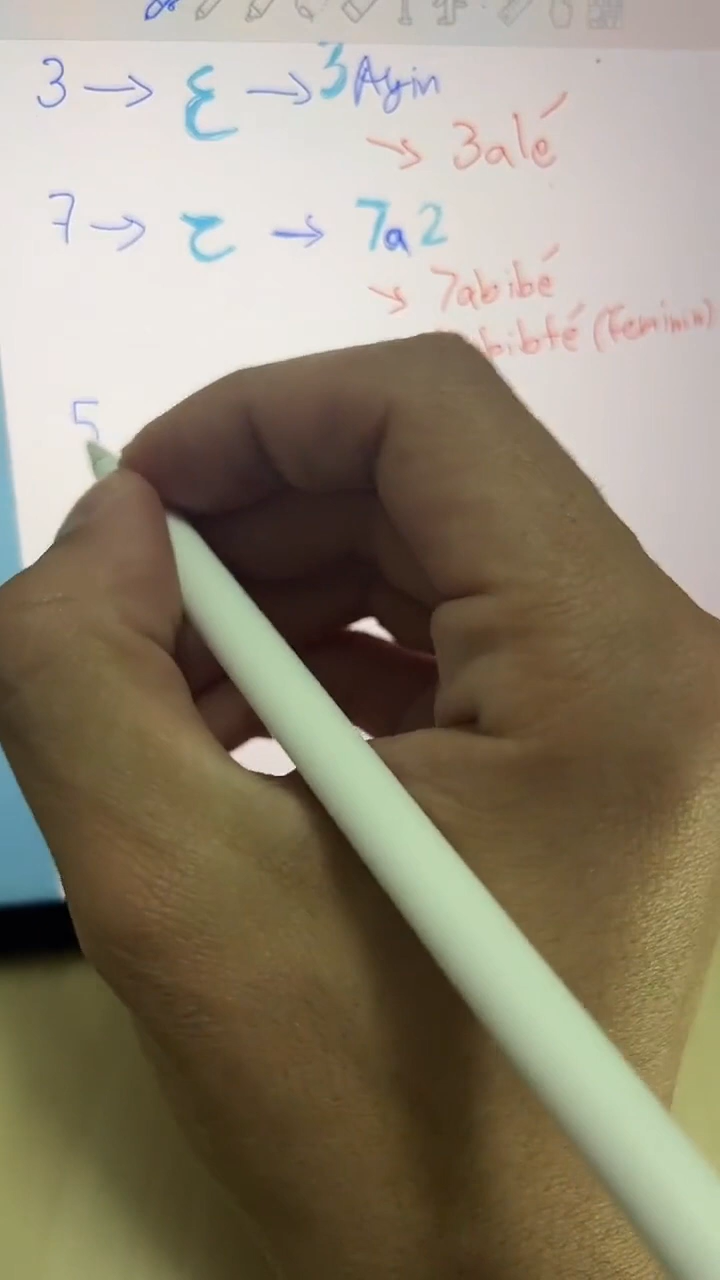 3 → ع → 3Ayin
↘ 3alé
7 → ح → 7a2
↘ 7abibé
bibté (Feminin)
5